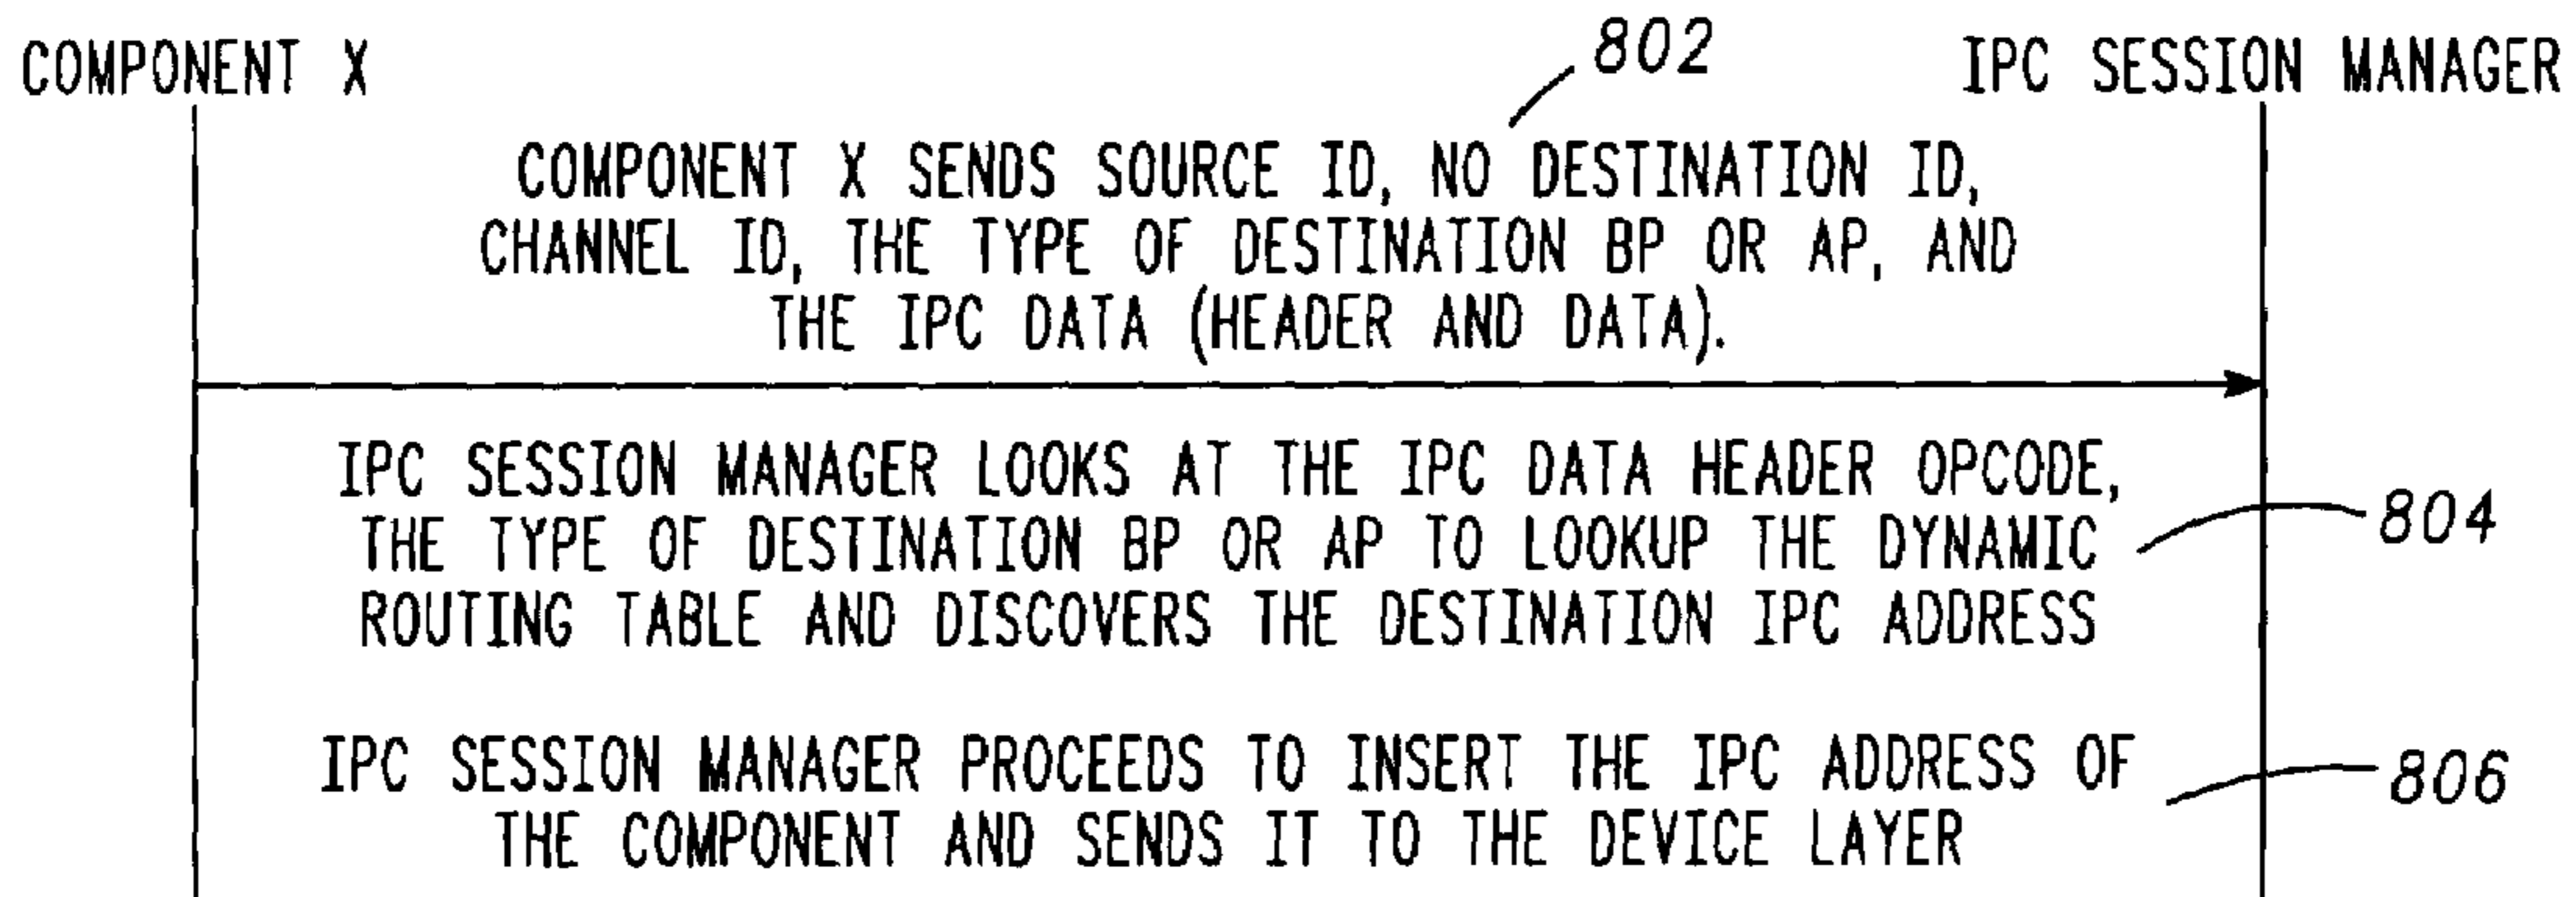 COMPONENT X
802
IPC SESSION MANAGER
COMPONENT X SENDS SOURCE ID, NO DESTINATION ID,
CHANNEL ID, THE TYPE OF DESTINATION BP OR AP, AND
THE IPC DATA (HEADER AND DATA).
IPC SESSION MANAGER LOOKS AT THE IPC DATA HEADER OPCODE,
THE TYPE OF DESTINATION BP OR AP TO LOOKUP THE DYNAMIC
ROUTING TABLE AND DISCOVERS THE DESTINATION IPC ADDRESS
804
IPC SESSION MANAGER PROCEEDS TO INSERT THE IPC ADDRESS OF
THE COMPONENT AND SENDS IT TO THE DEVICE LAYER
806